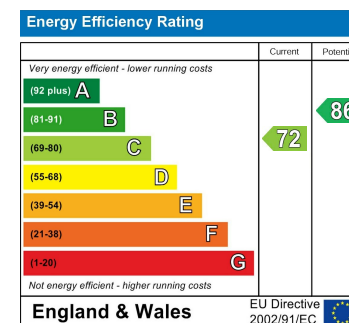 Energy Efficiency Rating
Current Potenti
Very energy efficient - lower running costs
(92 plus) A
(81-91) B
(69-80) C
(55-68) D
(39-54) E
(21-38) F
(1-20) G
72
86
Not energy efficient - higher running costs
England & Wales
EU Directive
2002/91/EC